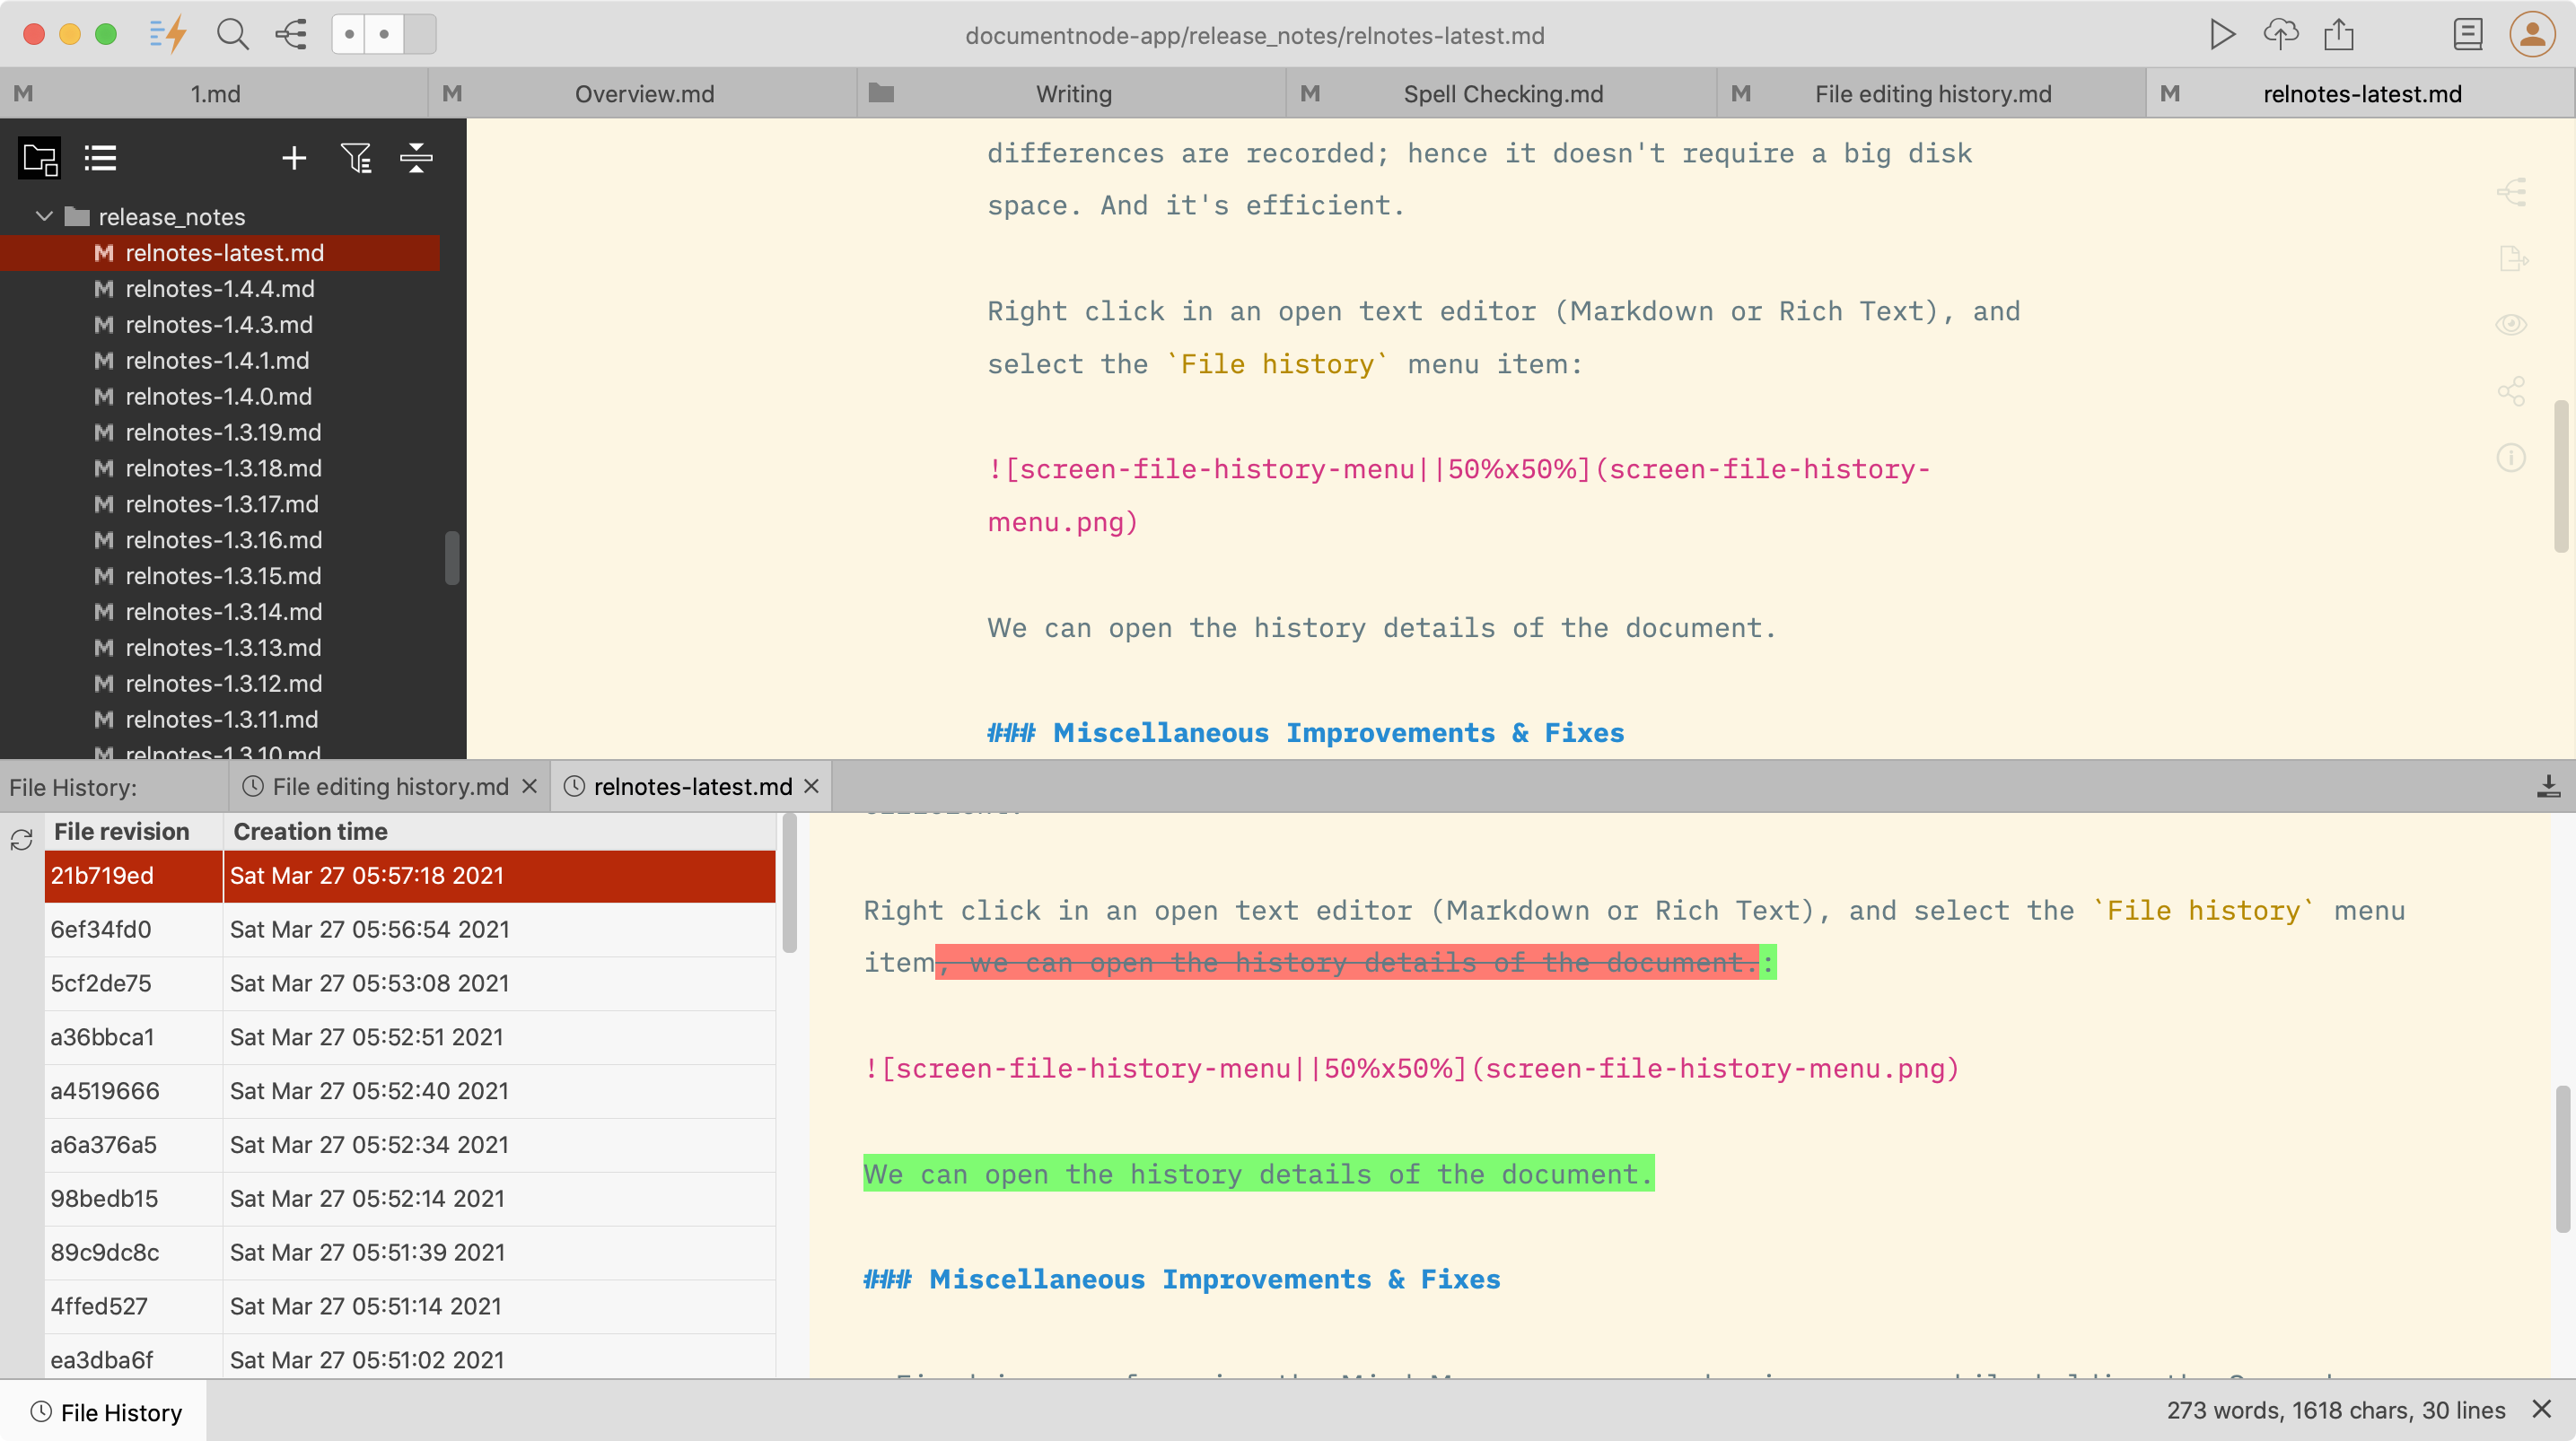 documentnode-app/release_notes/relnotes-latest.md
M 1.md
M Overview.md
Writing
M Spell Checking.md
M File editing history.md
M relnotes-latest.md
release_notes
M relnotes-latest.md
M relnotes-1.4.4.md
M relnotes-1.4.3.md
M relnotes-1.4.1.md
M relnotes-1.4.0.md
M relnotes-1.3.19.md
M relnotes-1.3.18.md
M relnotes-1.3.17.md
M relnotes-1.3.16.md
M relnotes-1.3.15.md
M relnotes-1.3.14.md
M relnotes-1.3.13.md
M relnotes-1.3.12.md
M relnotes-1.3.11.md
M relnotes-1.3.10.md
differences are recorded; hence it doesn't require a big disk
space. And it's efficient.
Right click in an open text editor (Markdown or Rich Text), and
select the `File history` menu item:
![screen-file-history-menu||50%x50%](screen-file-history-
menu.png)
We can open the history details of the document.
### Miscellaneous Improvements & Fixes
File History:
File editing history.md
relnotes-latest.md
File revision Creation time
21b719ed Sat Mar 27 05:57:18 2021
6ef34fd0 Sat Mar 27 05:56:54 2021
5cf2de75 Sat Mar 27 05:53:08 2021
a36bbca1 Sat Mar 27 05:52:51 2021
a4519666 Sat Mar 27 05:52:40 2021
a6a376a5 Sat Mar 27 05:52:34 2021
98bedb15 Sat Mar 27 05:52:14 2021
89c9dc8c Sat Mar 27 05:51:39 2021
4ffed527 Sat Mar 27 05:51:14 2021
ea3dba6f Sat Mar 27 05:51:02 2021
Right click in an open text editor (Markdown or Rich Text), and select the `File history` menu
item, we can open the history details of the document.:
![screen-file-history-menu||50%x50%](screen-file-history-menu.png)
We can open the history details of the document.
### Miscellaneous Improvements & Fixes
File History
273 words, 1618 chars, 30 lines